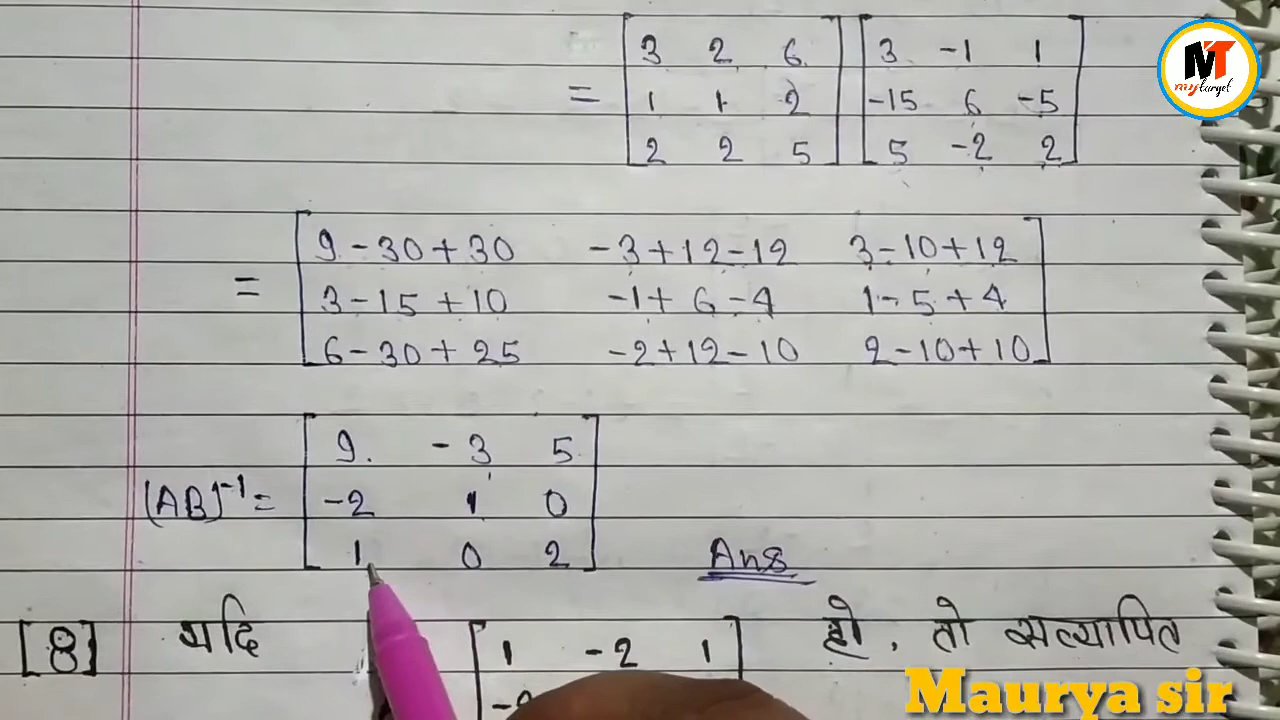 MT
my target
= [3 2 6] [3 -1 1]
[1 1 2] [-15 6 -5]
[2 2 5] [5 -2 2]
= [9-30+30 -3+12-12 3-10+12]
[3-15+10 -1+6-4 1-5+4]
[6-30+25 -2+12-10 2-10+10]
(AB)⁻¹ = [9 -3 5]
[-2 1 0]
[1 0 2] Ans
[8] यदि [1 -2 1] हो, तो सत्यापित
Maurya sir